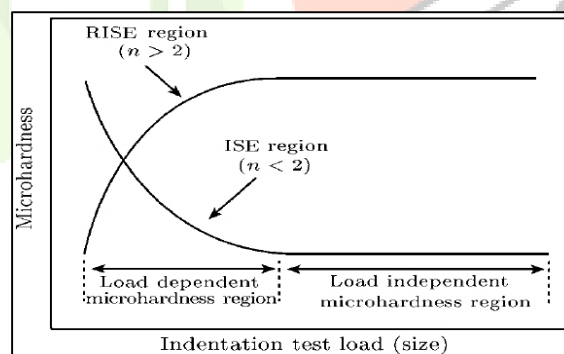 RISE region
(n > 2)
ISE region
(n < 2)
Microhardness
Load dependent
microhardness region
Load independent
microhardness region
Indentation test load (size)